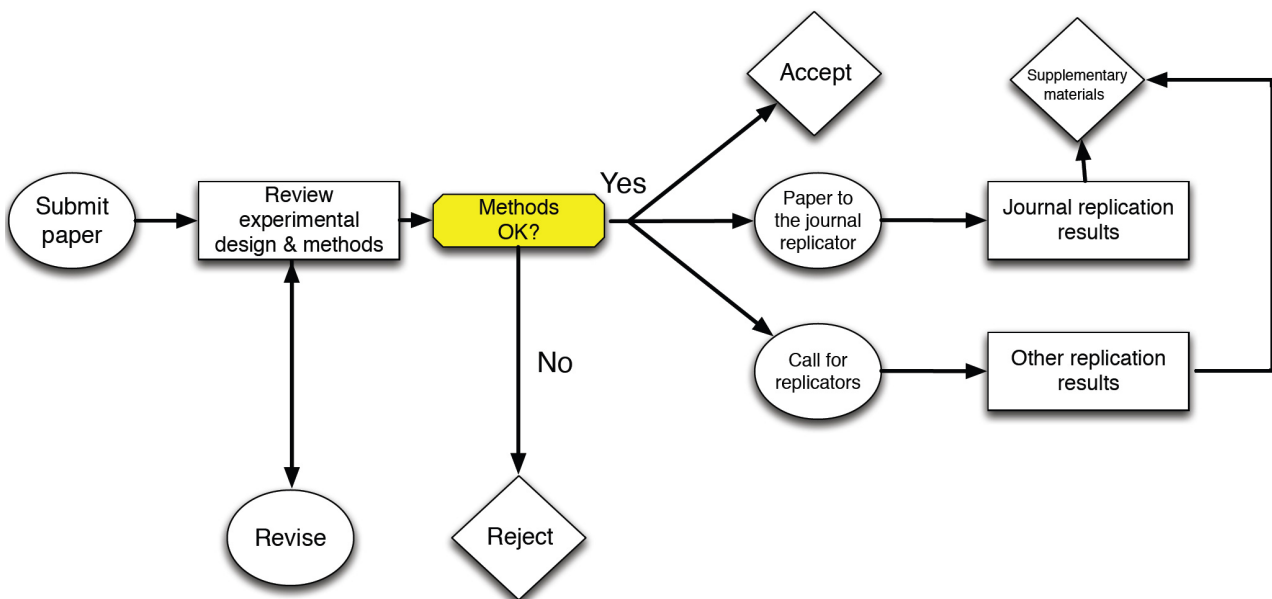 Submit
paper
Review
experimental
design & methods
Revise
Methods
OK?
Yes
No
Reject
Accept
Paper to
the journal
replicator
Journal replication
results
Supplementary
materials
Call for
replicators
Other replication
results